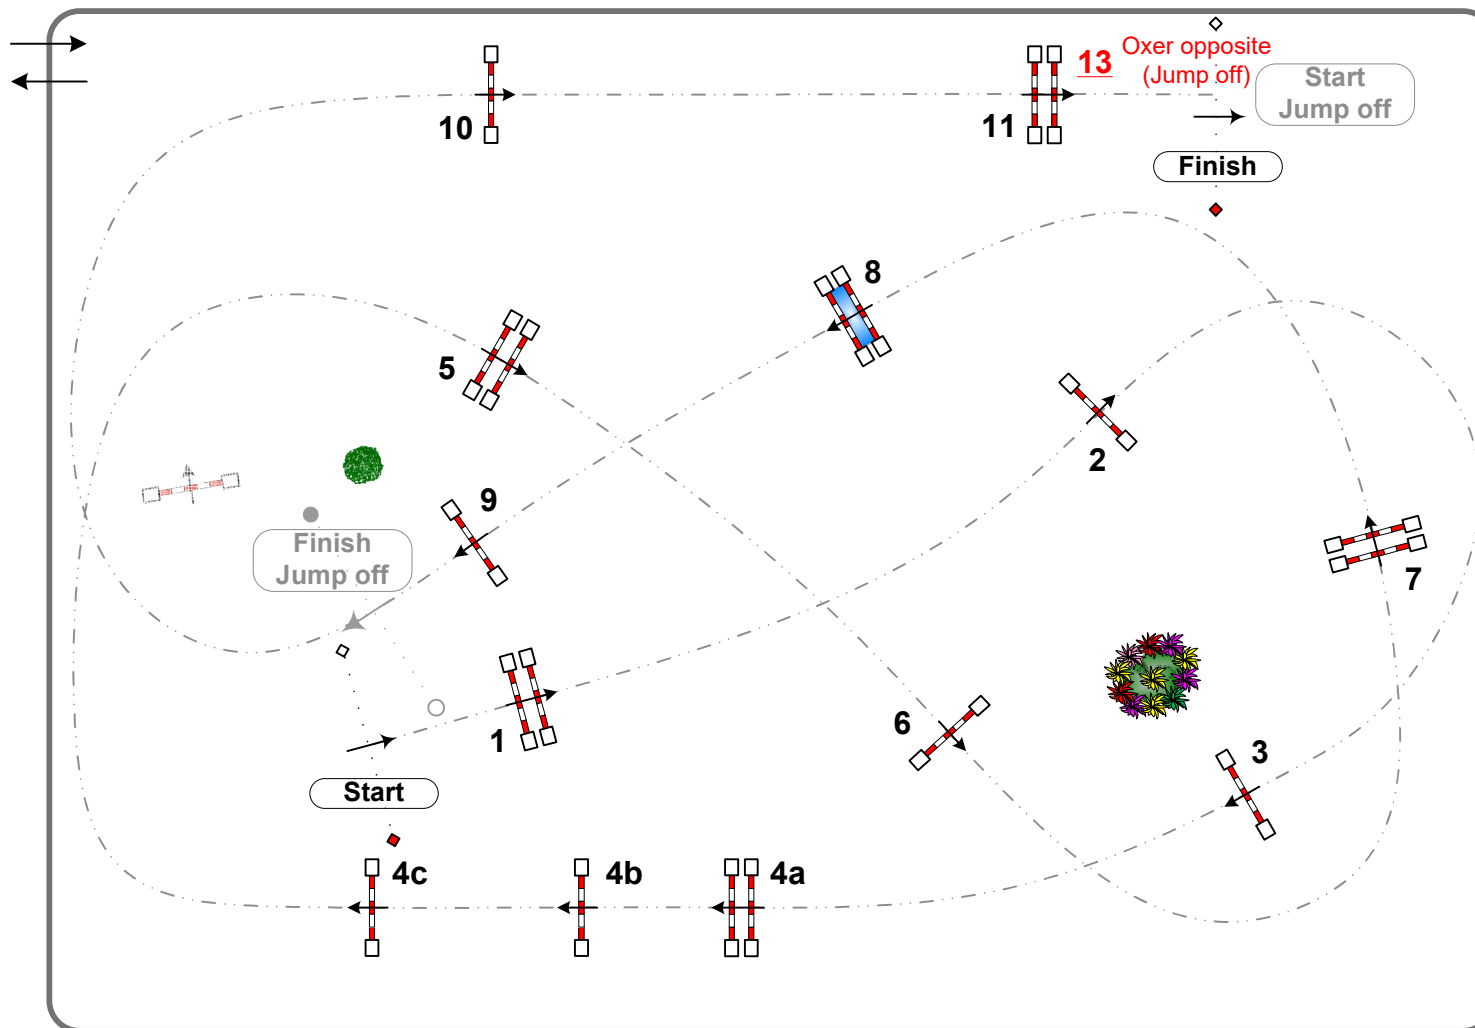 13
Oxer opposite
(Jump off)
Start
Jump off
10
11
Finish
8
5
2
9
Finish
Jump off
7
6
3
1
Start
4c
4b
4a